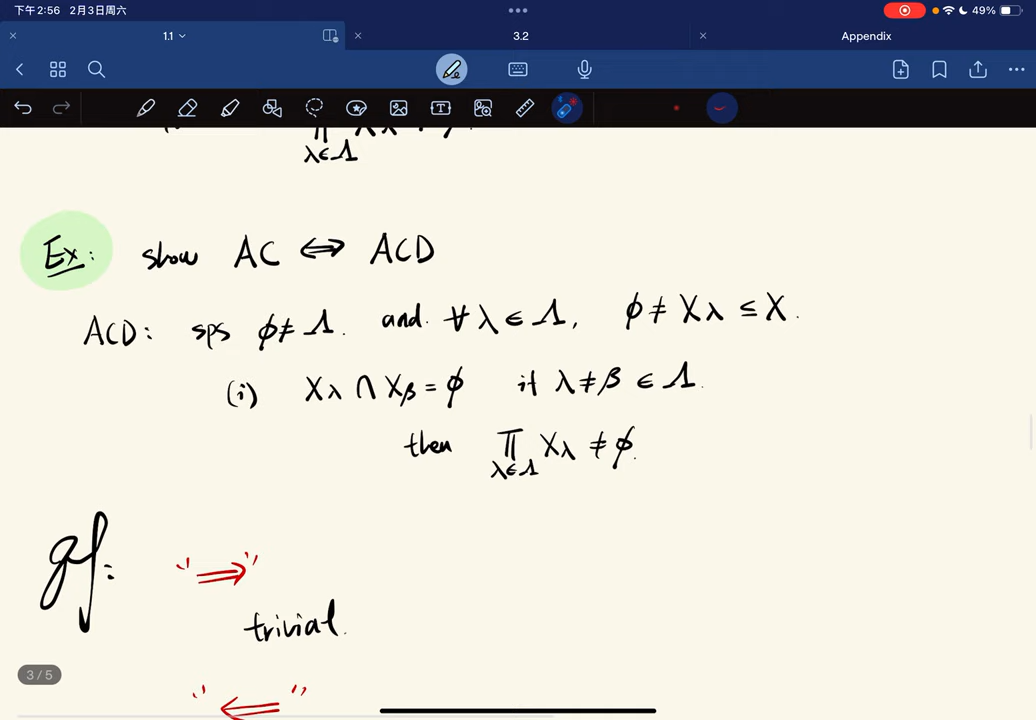 下午2:56 2月3日周六
49%
1.1
3.2
Appendix
λ∈Λ
Ex: show AC ⟺ ACD
ACD: sps ϕ≠Λ. and. ∀λ∈Λ, ϕ≠Xλ ⊆ X.
(i) Xλ ∩ Xβ = ϕ if λ≠β ∈ Λ.
then ∏ Xλ ≠ ϕ.
λ∈Λ
pf:
"⟹"
trivial.
3 / 5
"⟸"